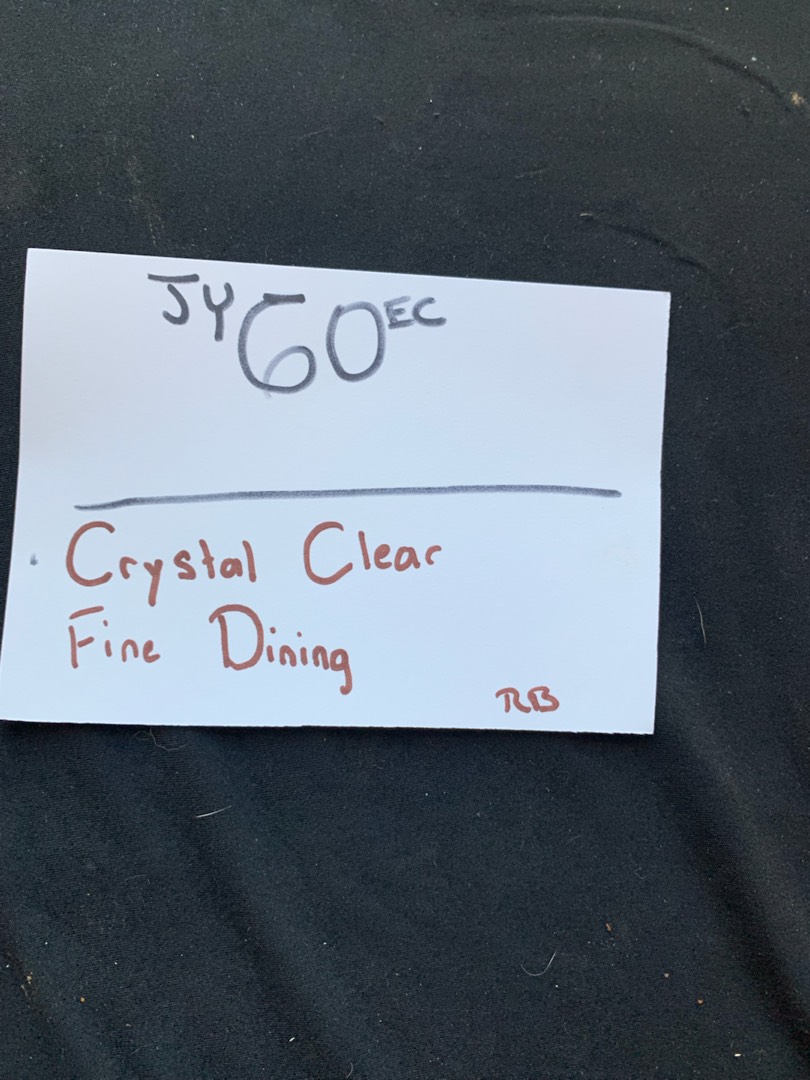 JY 60 EC
Crystal Clear
Fine Dining
RB